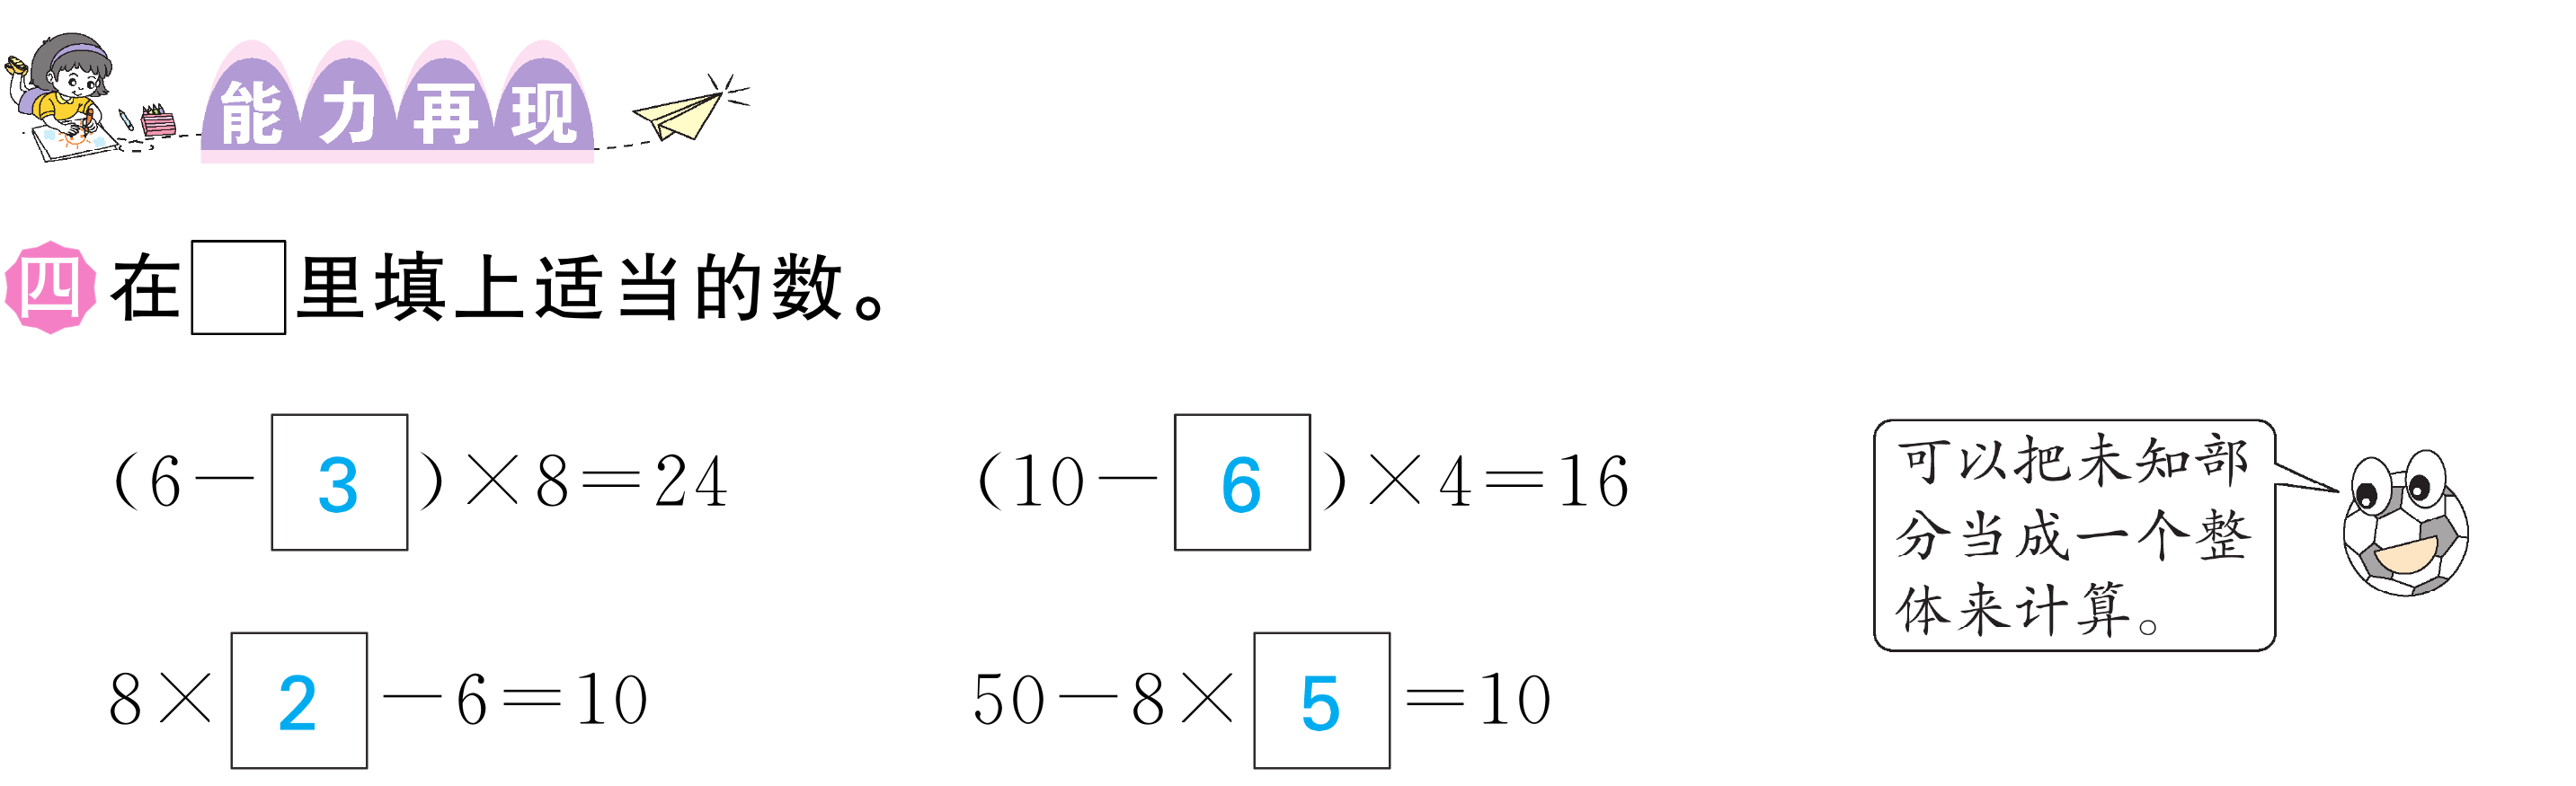 能力再现
四 在□里填上适当的数。
(6－3)×8＝24
(10－6)×4＝16
8×2－6＝10
50－8×5＝10
可以把未知部
分当成一个整
体来计算。